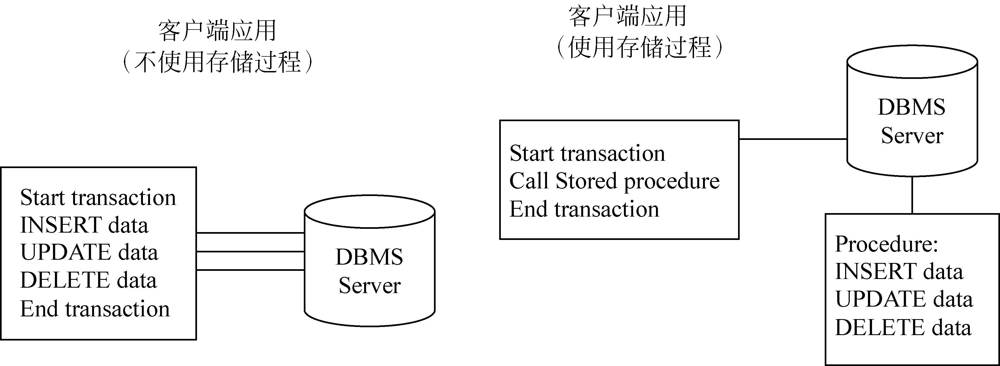 客户端应用
（不使用存储过程）
Start transaction
INSERT data
UPDATE data
DELETE data
End transaction
DBMS
Server
客户端应用
（使用存储过程）
Start transaction
Call Stored procedure
End transaction
DBMS
Server
Procedure:
INSERT data
UPDATE data
DELETE data